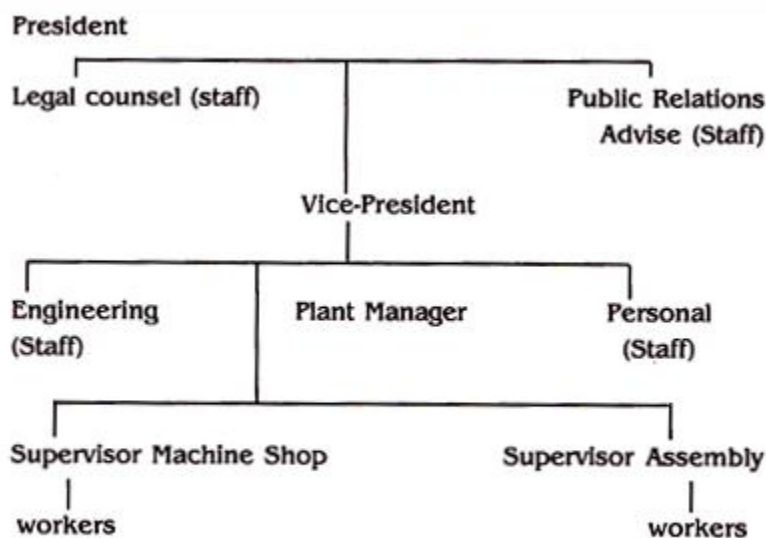 President
Legal counsel (staff)
Public Relations
Advise (Staff)
Vice-President
Engineering
(Staff)
Plant Manager
Personal
(Staff)
Supervisor Machine Shop
Supervisor Assembly
workers
workers